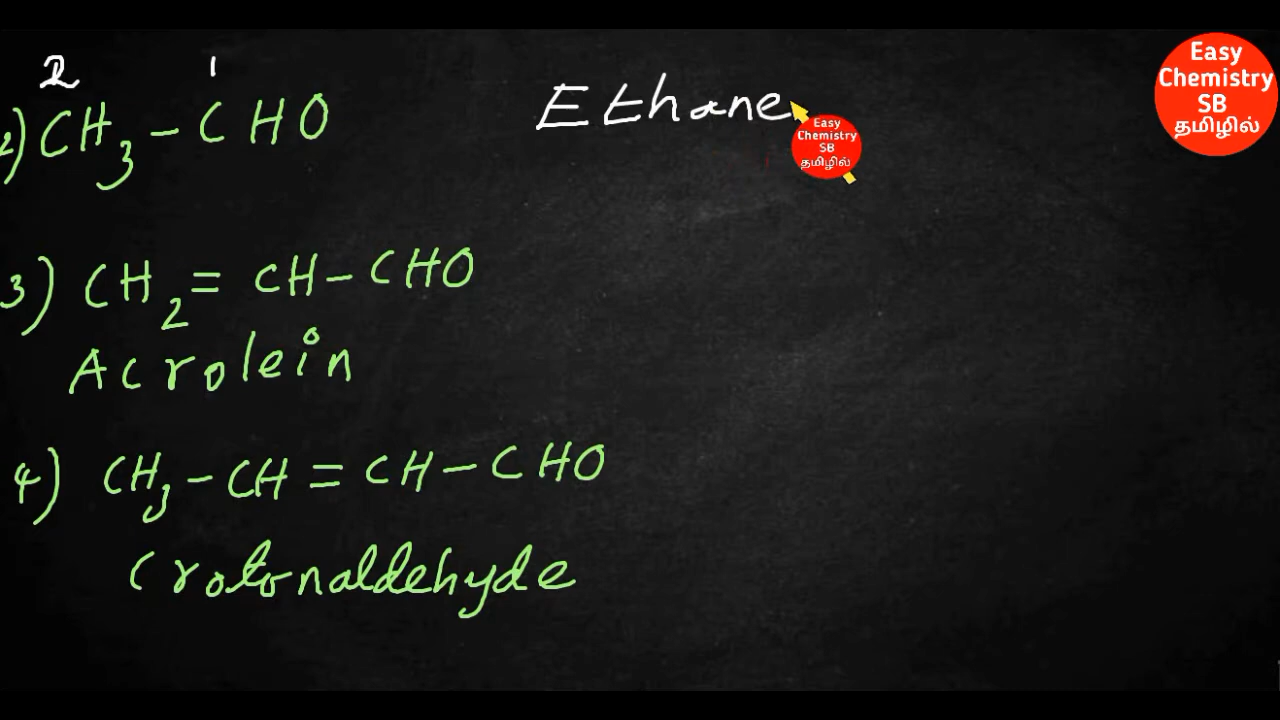 2 1
2) CH₃ – CHO
Ethane
Easy
Chemistry
SB
தமிழில்
Easy
Chemistry
SB
தமிழில்
3) CH₂ = CH – CHO
Acrolein
4) CH₃ – CH = CH – CHO
Crotonaldehyde